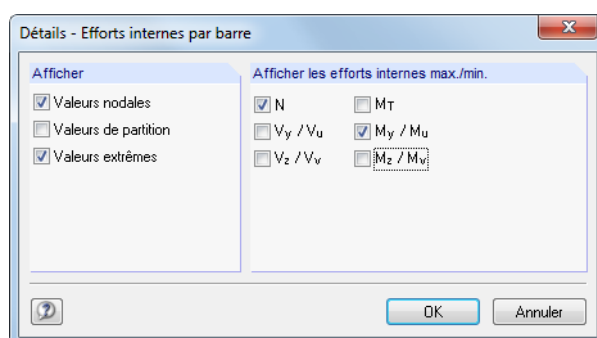 Détails - Efforts internes par barre
Afficher
Valeurs nodales
Valeurs de partition
Valeurs extrêmes
Afficher les efforts internes max./min.
N
MT
Vy / Vu
My / Mu
Vz / Vv
Mz / Mv
OK
Annuler